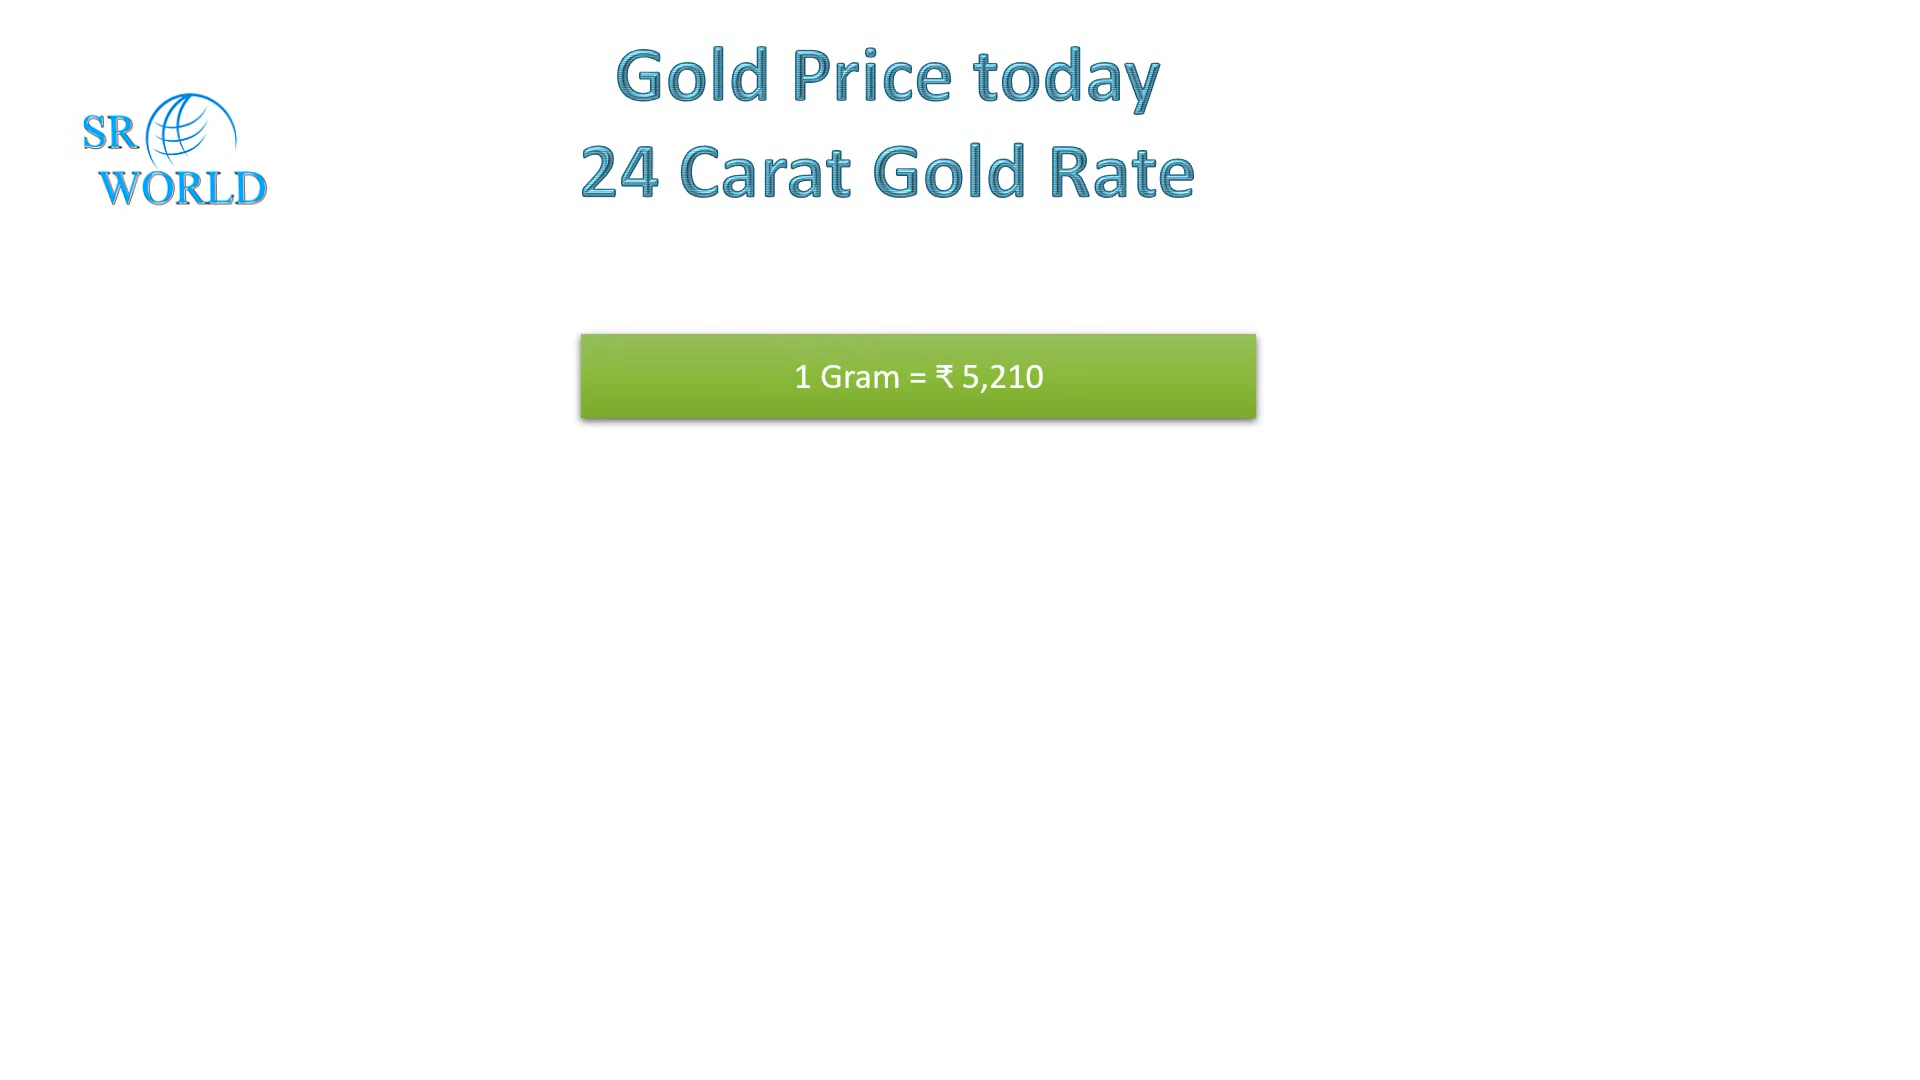 Gold Price today
24 Carat Gold Rate
SR
WORLD
1 Gram = ₹ 5,210